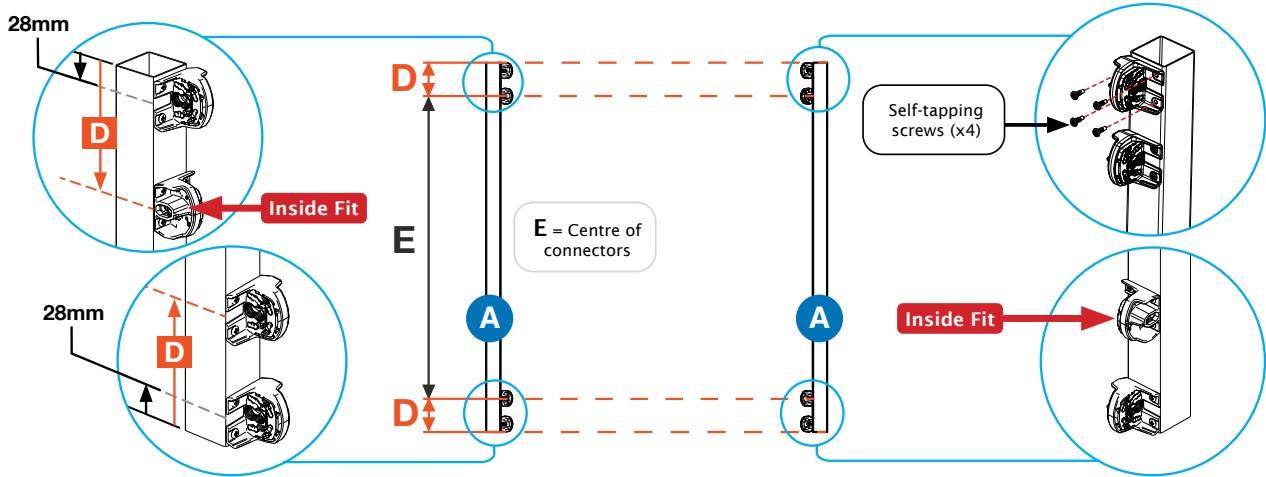 28mm
D
Inside Fit
28mm
D
D
E
D
E = Centre of
connectors
A
A
Self-tapping
screws (x4)
Inside Fit